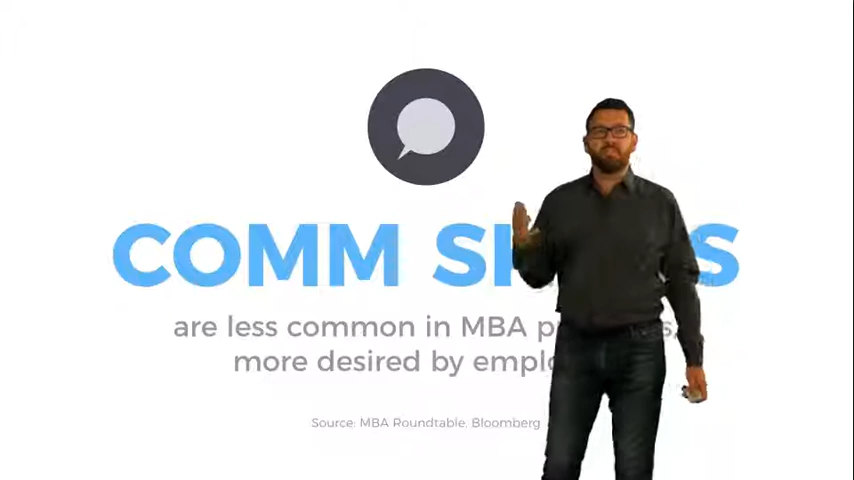 COMM
are less common in MBA
more desired by
Source: MBA Roundtable, Bloomberg